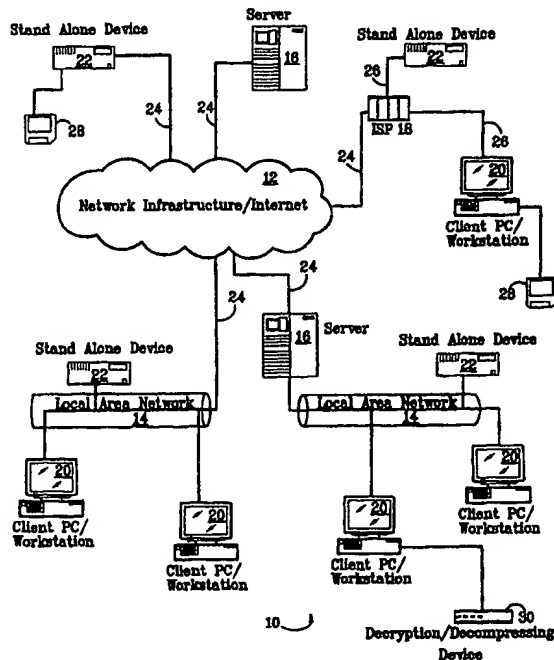 Server
Stand Alone Device
Stand Alone Device
16
22
22
26
24
24
28
ISP 18
24
26
12
Network Infrastructure/Internet
20
Client PC/
Workstation
24
24
28
16
Server
Stand Alone Device
Stand Alone Device
22
22
Local Area Network
14
Local Area Network
14
20
Client PC/
Workstation
20
Client PC/
Workstation
20
Client PC/
Workstation
20
Client PC/
Workstation
10
30
Decryption/Decompressing
Device